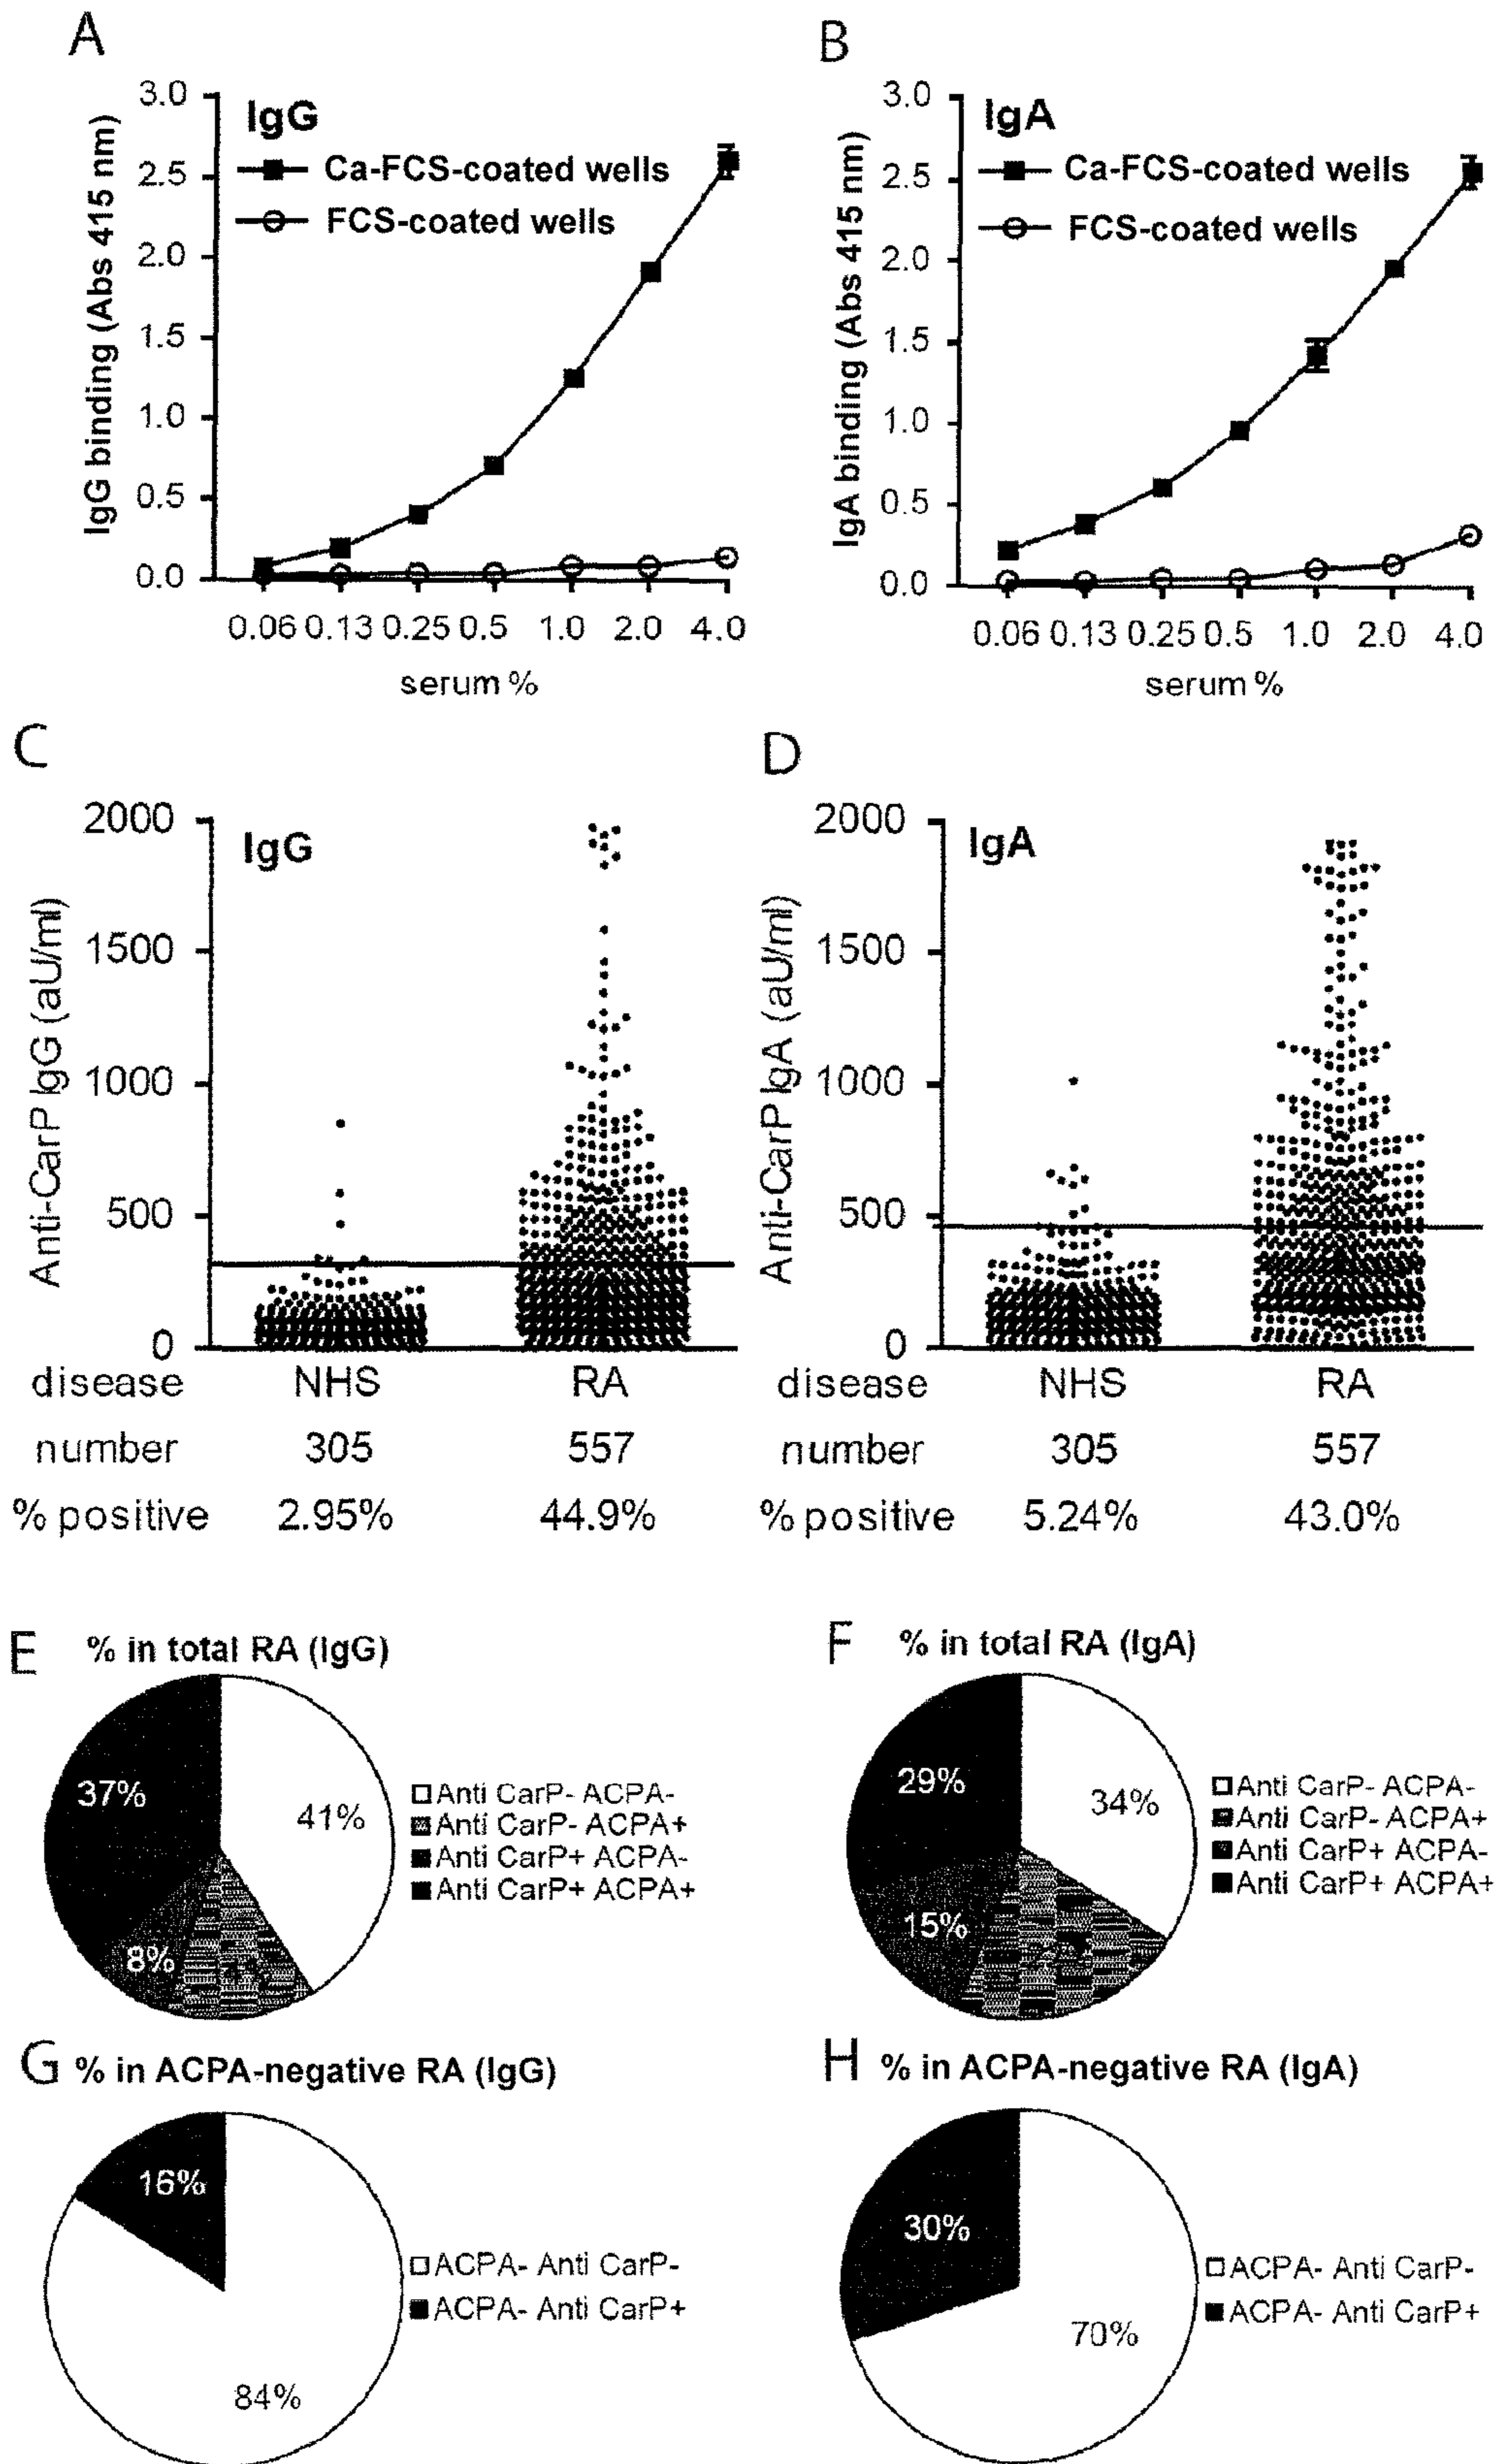 A
IgG
Ca-FCS-coated wells
FCS-coated wells
IgG binding (Abs 415 nm)
3.0
2.5
2.0
1.5
1.0
0.5
0.0
0.06 0.13 0.25 0.5 1.0 2.0 4.0
serum %
B
IgA
Ca-FCS-coated wells
FCS-coated wells
IgA binding (Abs 415 nm)
3.0
2.5
2.0
1.5
1.0
0.5
0.0
0.06 0.13 0.25 0.5 1.0 2.0 4.0
serum %
C
IgG
Anti-CarP IgG (aU/ml)
2000
1500
1000
500
0
disease NHS RA
number 305 557
% positive 2.95% 44.9%
D
IgA
Anti-CarP IgA (aU/ml)
2000
1500
1000
500
0
disease NHS RA
number 305 557
% positive 5.24% 43.0%
E % in total RA (IgG)
37%
41%
8%
Anti CarP- ACPA-
Anti CarP- ACPA+
Anti CarP+ ACPA-
Anti CarP+ ACPA+
F % in total RA (IgA)
29%
34%
15%
Anti CarP- ACPA-
Anti CarP- ACPA+
Anti CarP+ ACPA-
Anti CarP+ ACPA+
G % in ACPA-negative RA (IgG)
16%
84%
ACPA- Anti CarP-
ACPA- Anti CarP+
H % in ACPA-negative RA (IgA)
30%
70%
ACPA- Anti CarP-
ACPA- Anti CarP+